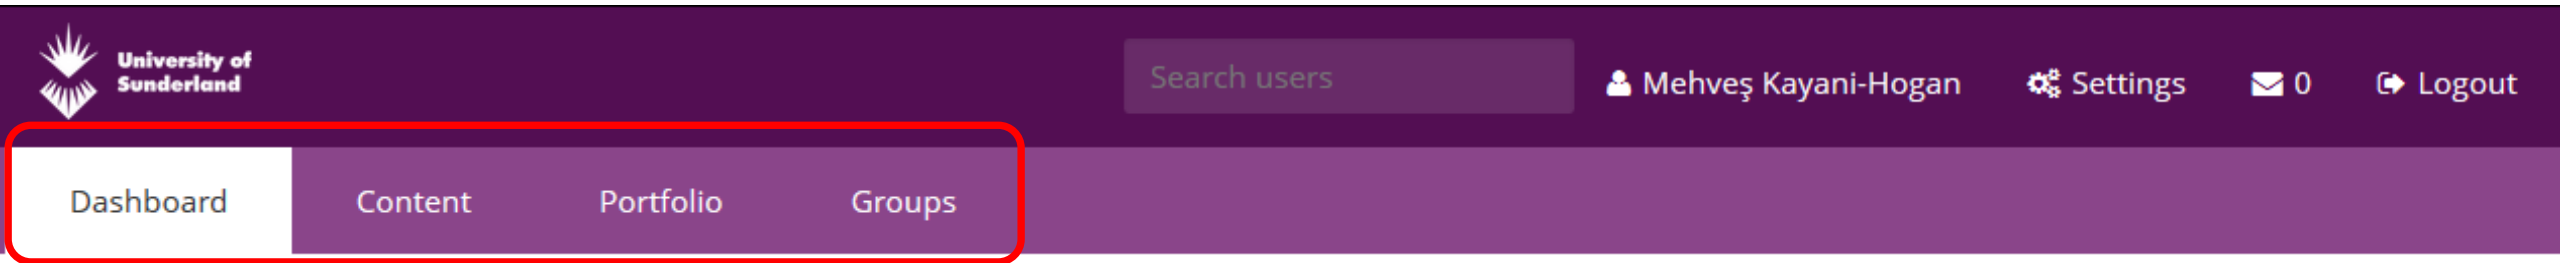 University of
Sunderland
Search users
Mehveş Kayani-Hogan
Settings
0
Logout
Dashboard
Content
Portfolio
Groups